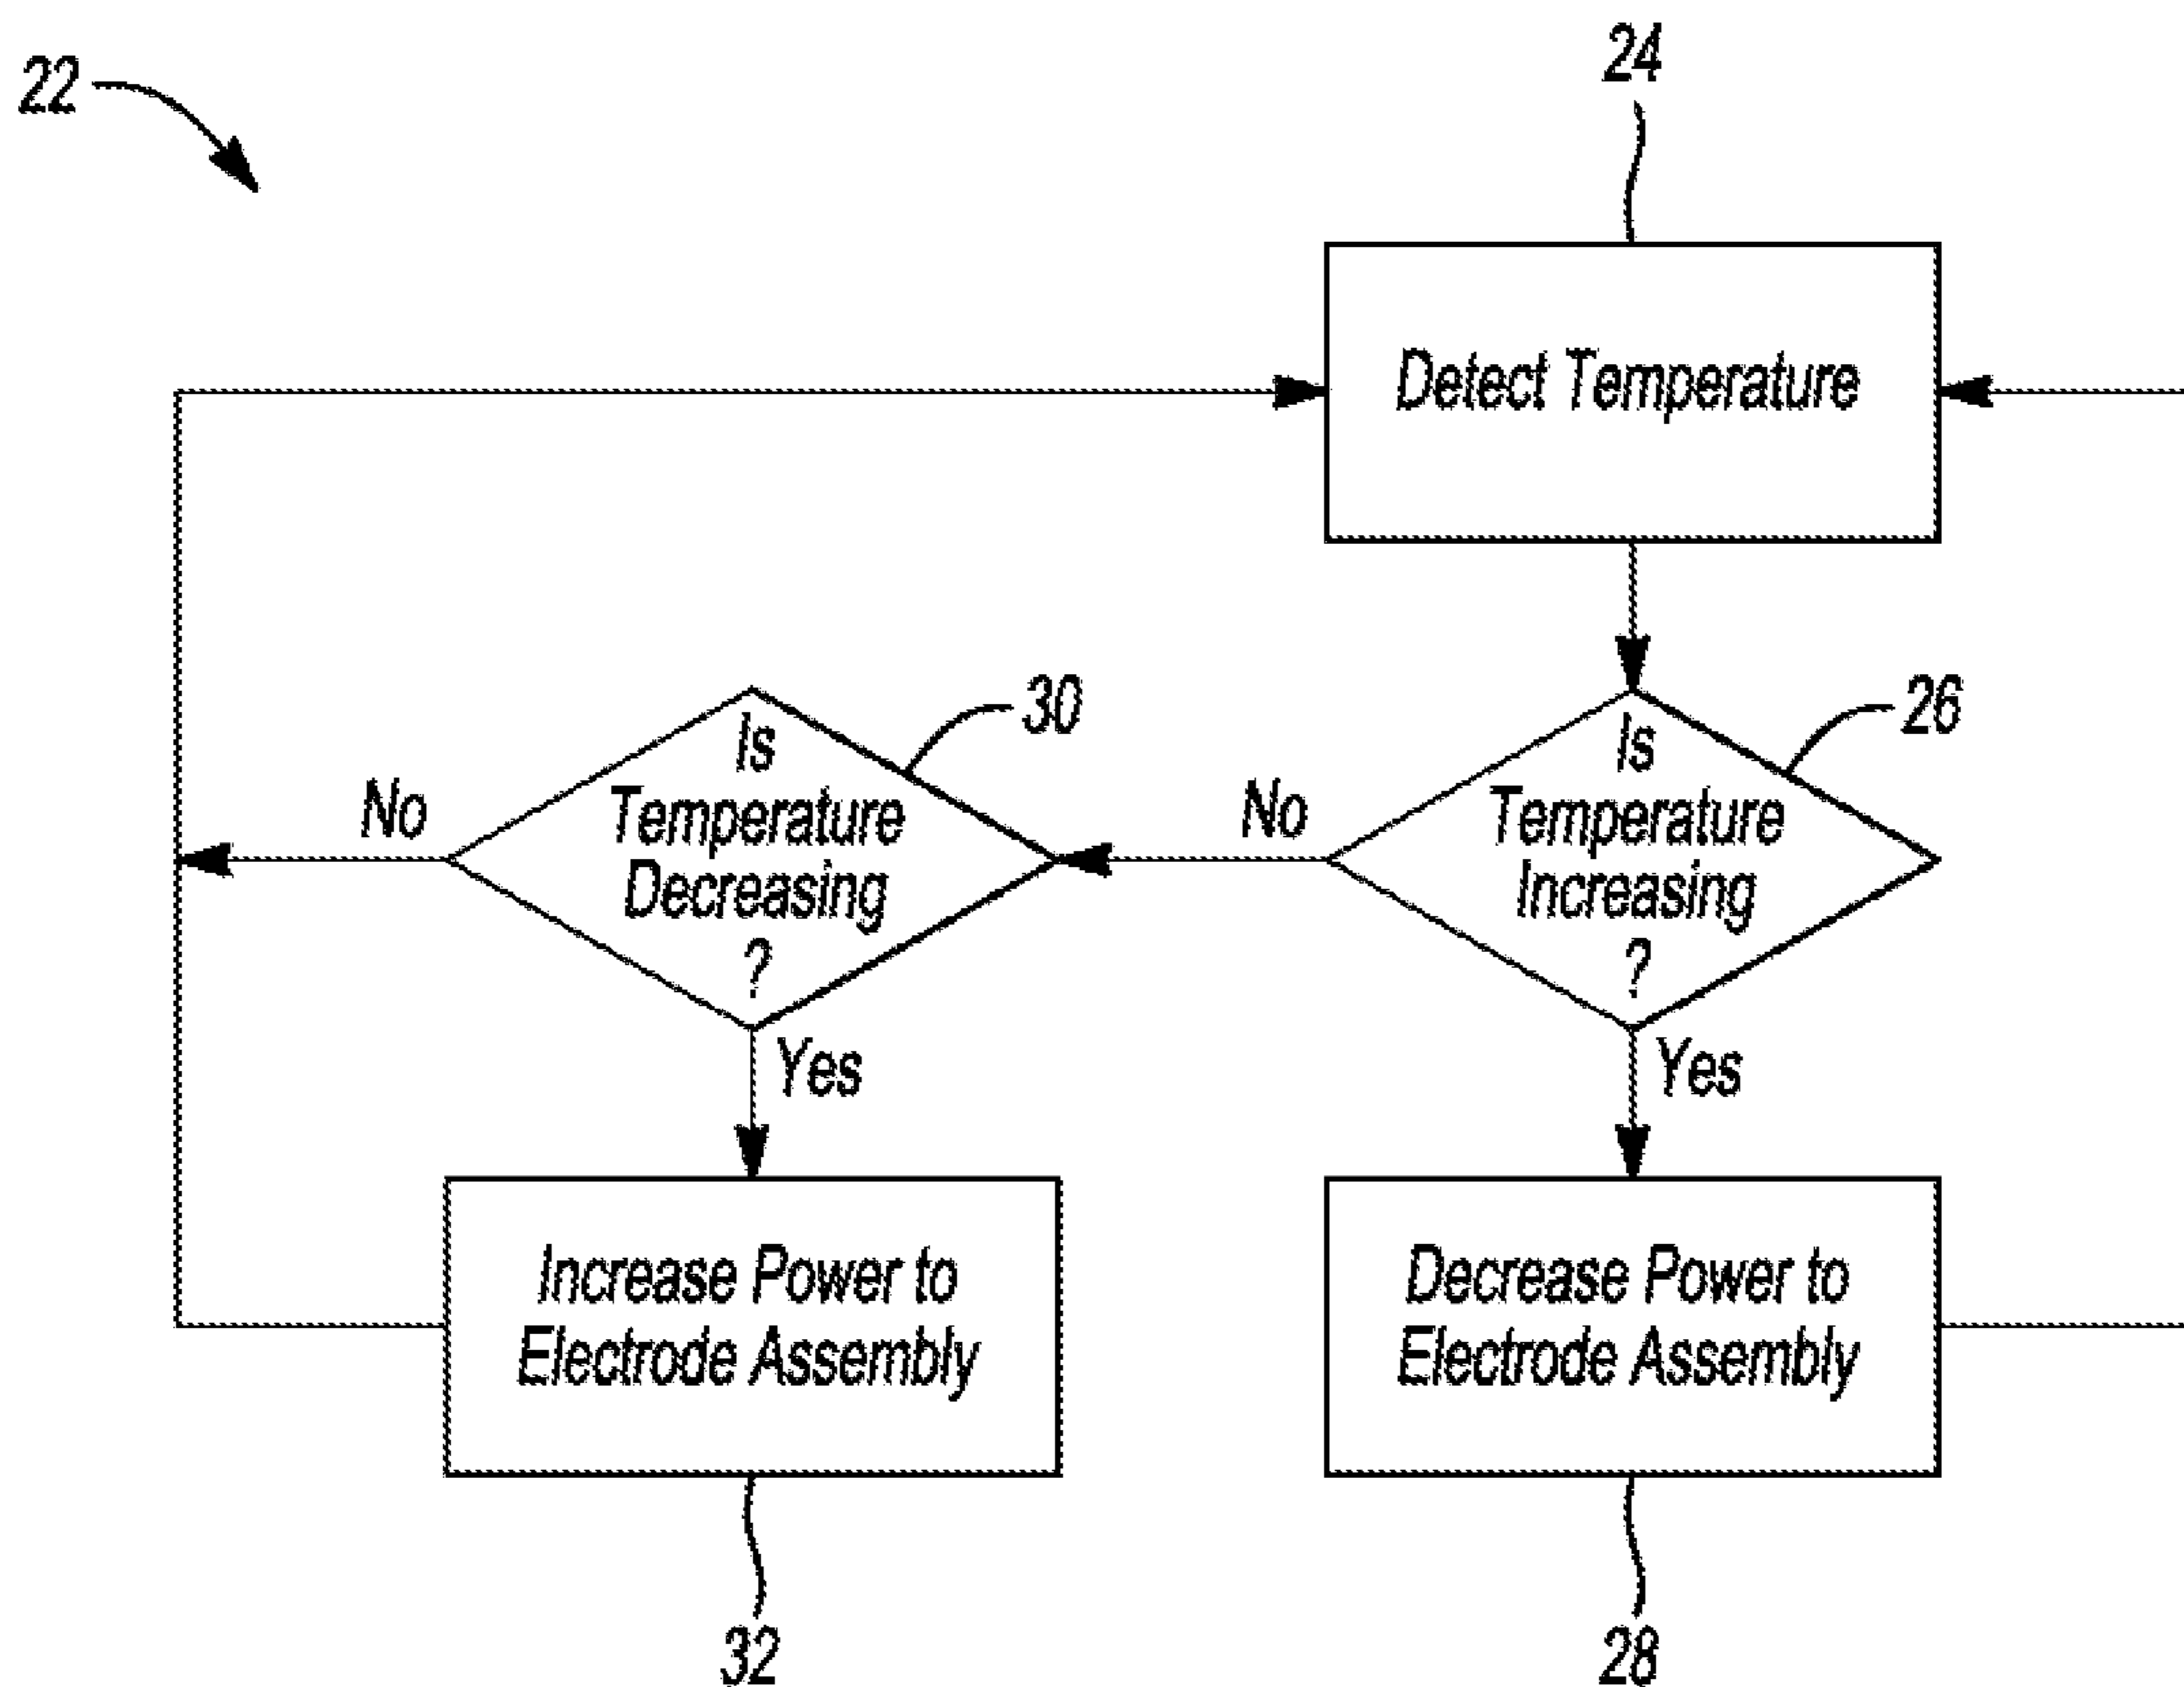 22
24
Detect Temperature
30
26
Is
Temperature
Decreasing
?
No
Yes
Is
Temperature
Increasing
?
No
Yes
Increase Power to
Electrode Assembly
Decrease Power to
Electrode Assembly
32
28